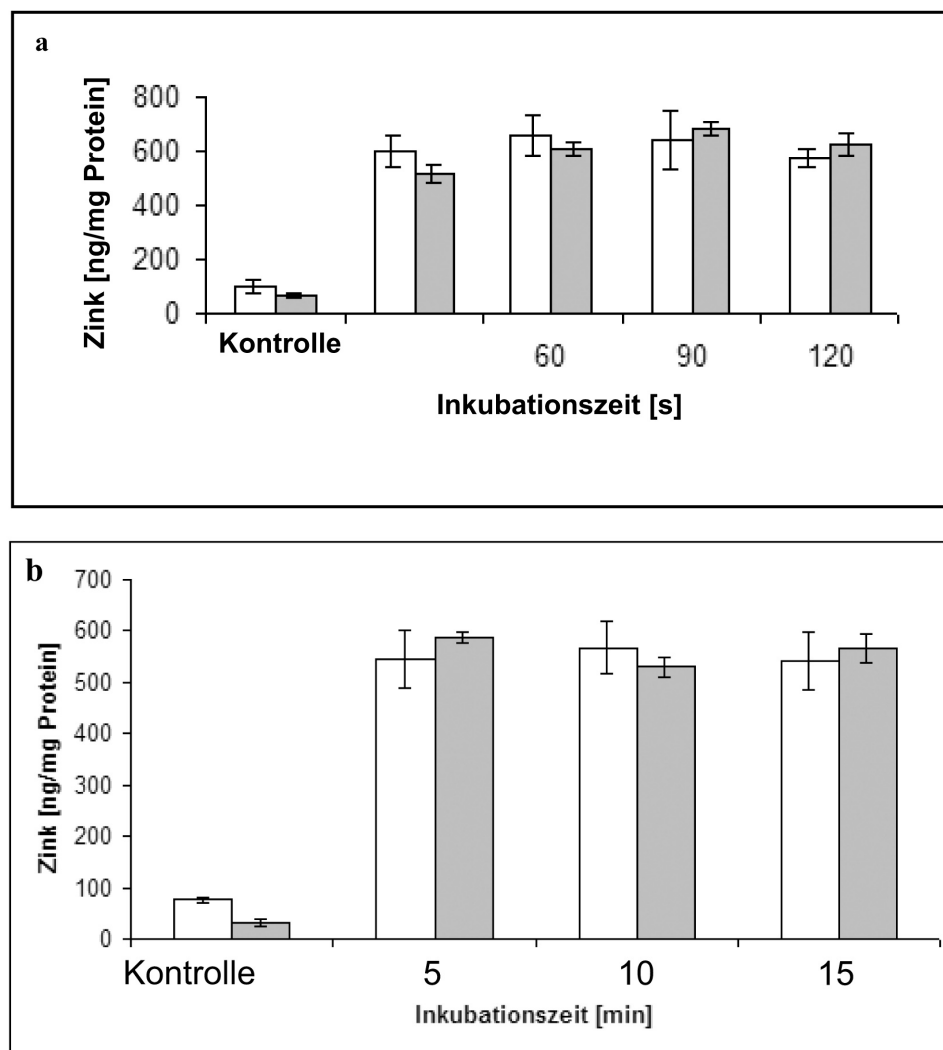 a
Zink [ng/mg Protein]
800
600
400
200
0
Kontrolle
60
90
120
Inkubationszeit [s]
b
Zink [ng/mg Protein]
700
600
500
400
300
200
100
0
Kontrolle
5
10
15
Inkubationszeit [min]